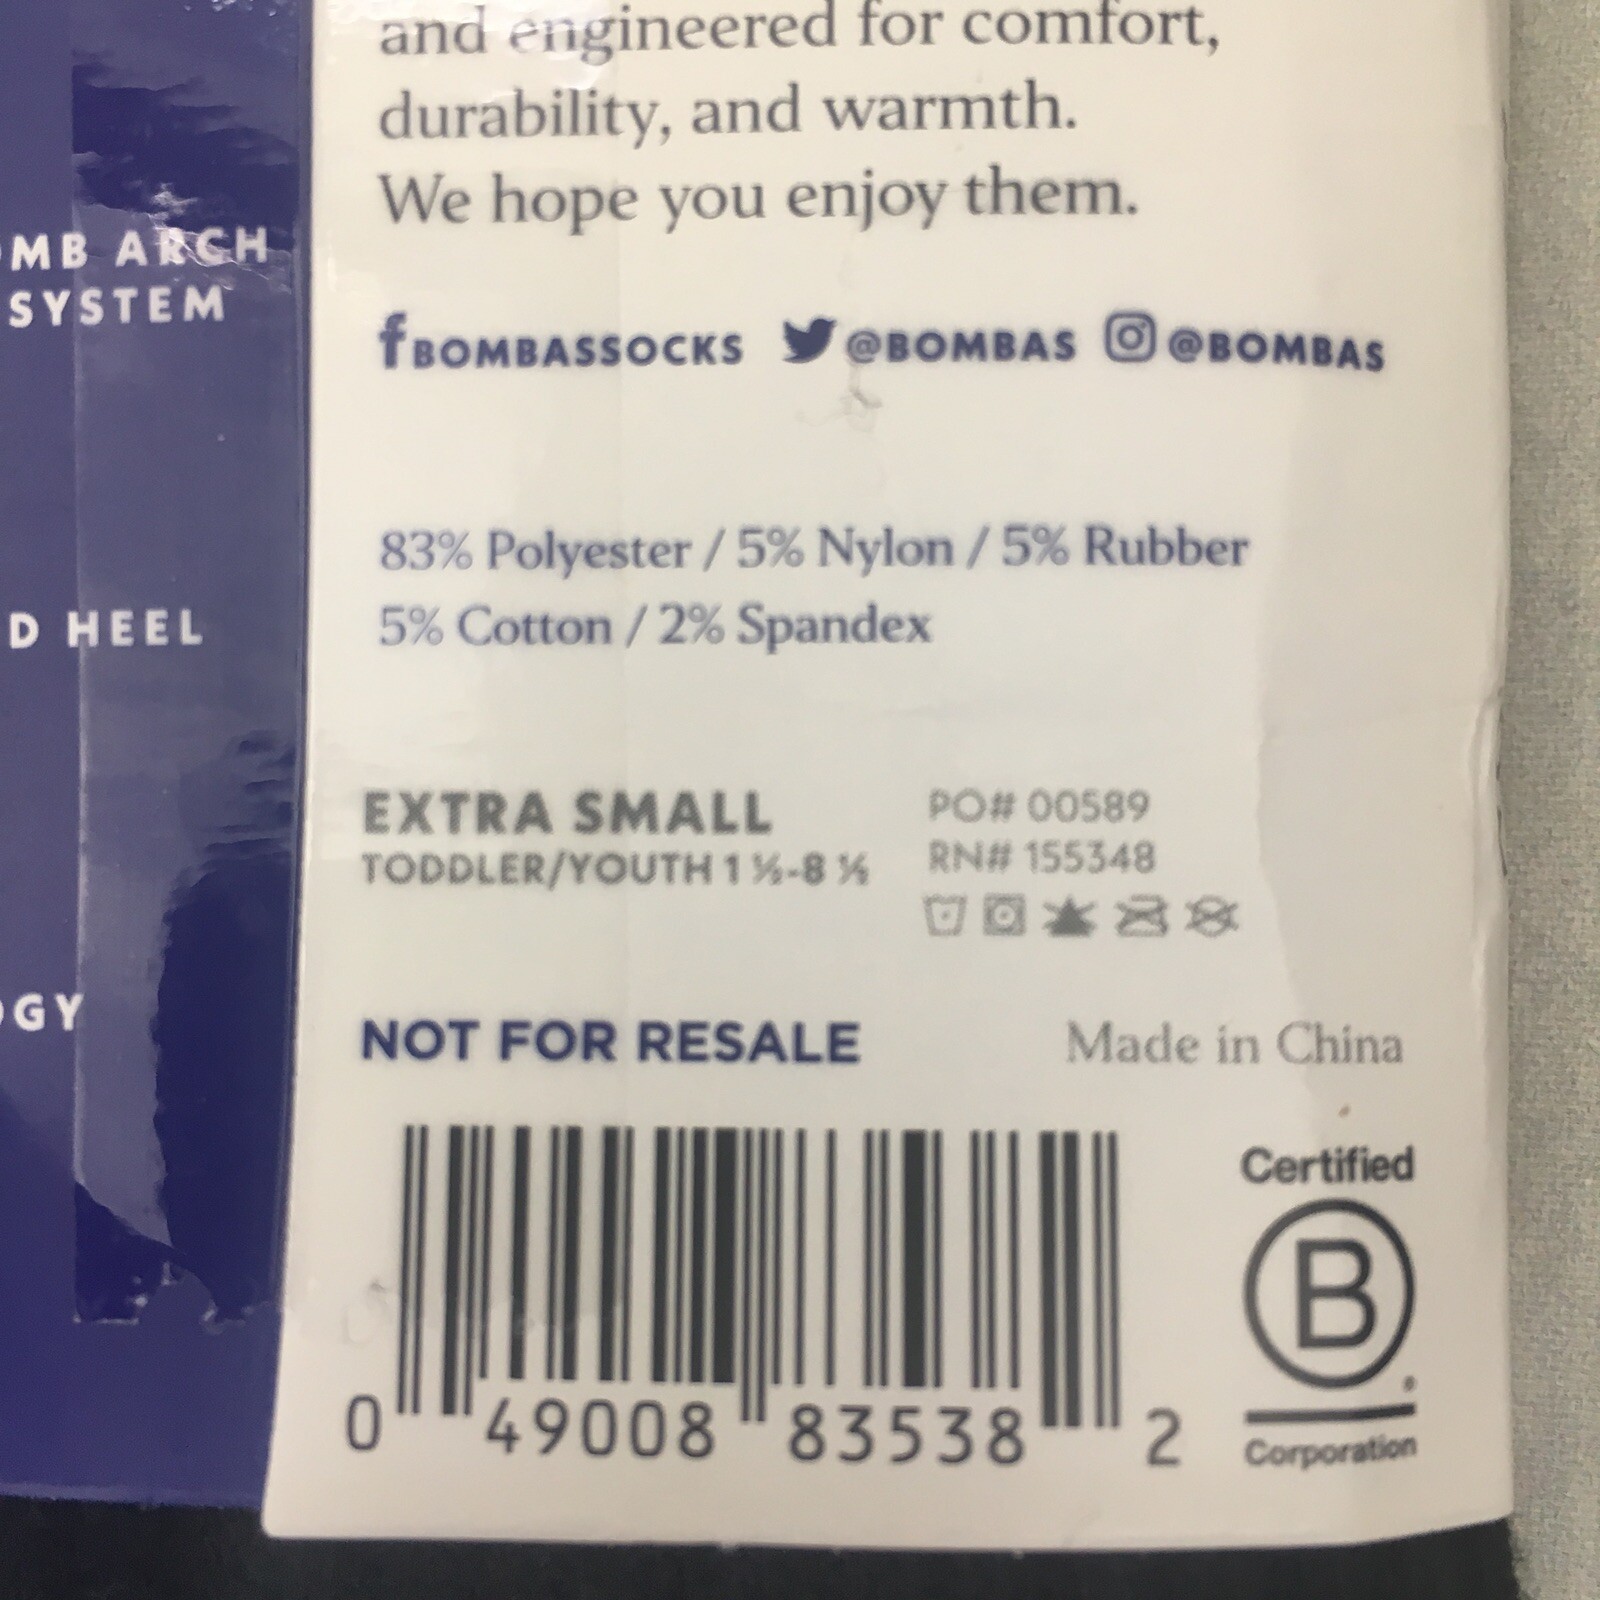 and engineered for comfort,
durability, and warmth.
We hope you enjoy them.
MB ARCH
SYSTEM
f BOMBASSOCKS @BOMBAS @BOMBAS
83% Polyester / 5% Nylon / 5% Rubber
5% Cotton / 2% Spandex
D HEEL
EXTRA SMALL
TODDLER/YOUTH 1 ½-8 ½
PO# 00589
RN# 155348
OGY
NOT FOR RESALE
Made in China
0 49008 83538 2
Certified
B
Corporation